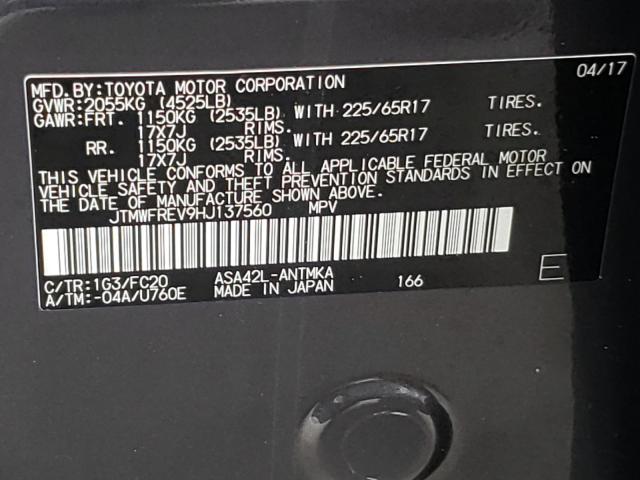 MFD. BY: TOYOTA MOTOR CORPORATION 04/17
GVWR: 2055KG (4525LB)
GAWR: FRT. 1150KG (2535LB) WITH 225/65R17 TIRES.
17X7J RIMS.
RR. 1150KG (2535LB) WITH 225/65R17 TIRES.
17X7J RIMS.
THIS VEHICLE CONFORMS TO ALL APPLICABLE FEDERAL MOTOR
VEHICLE SAFETY AND THEFT PREVENTION STANDARDS IN EFFECT ON
THE DATE OF MANUFACTURE SHOWN ABOVE.
JTMWFREV9HJ137560 MPV
C/TR: 1G3/FC20 ASA42L-ANTMKA 166 E
A/TM: -04A/U760E MADE IN JAPAN